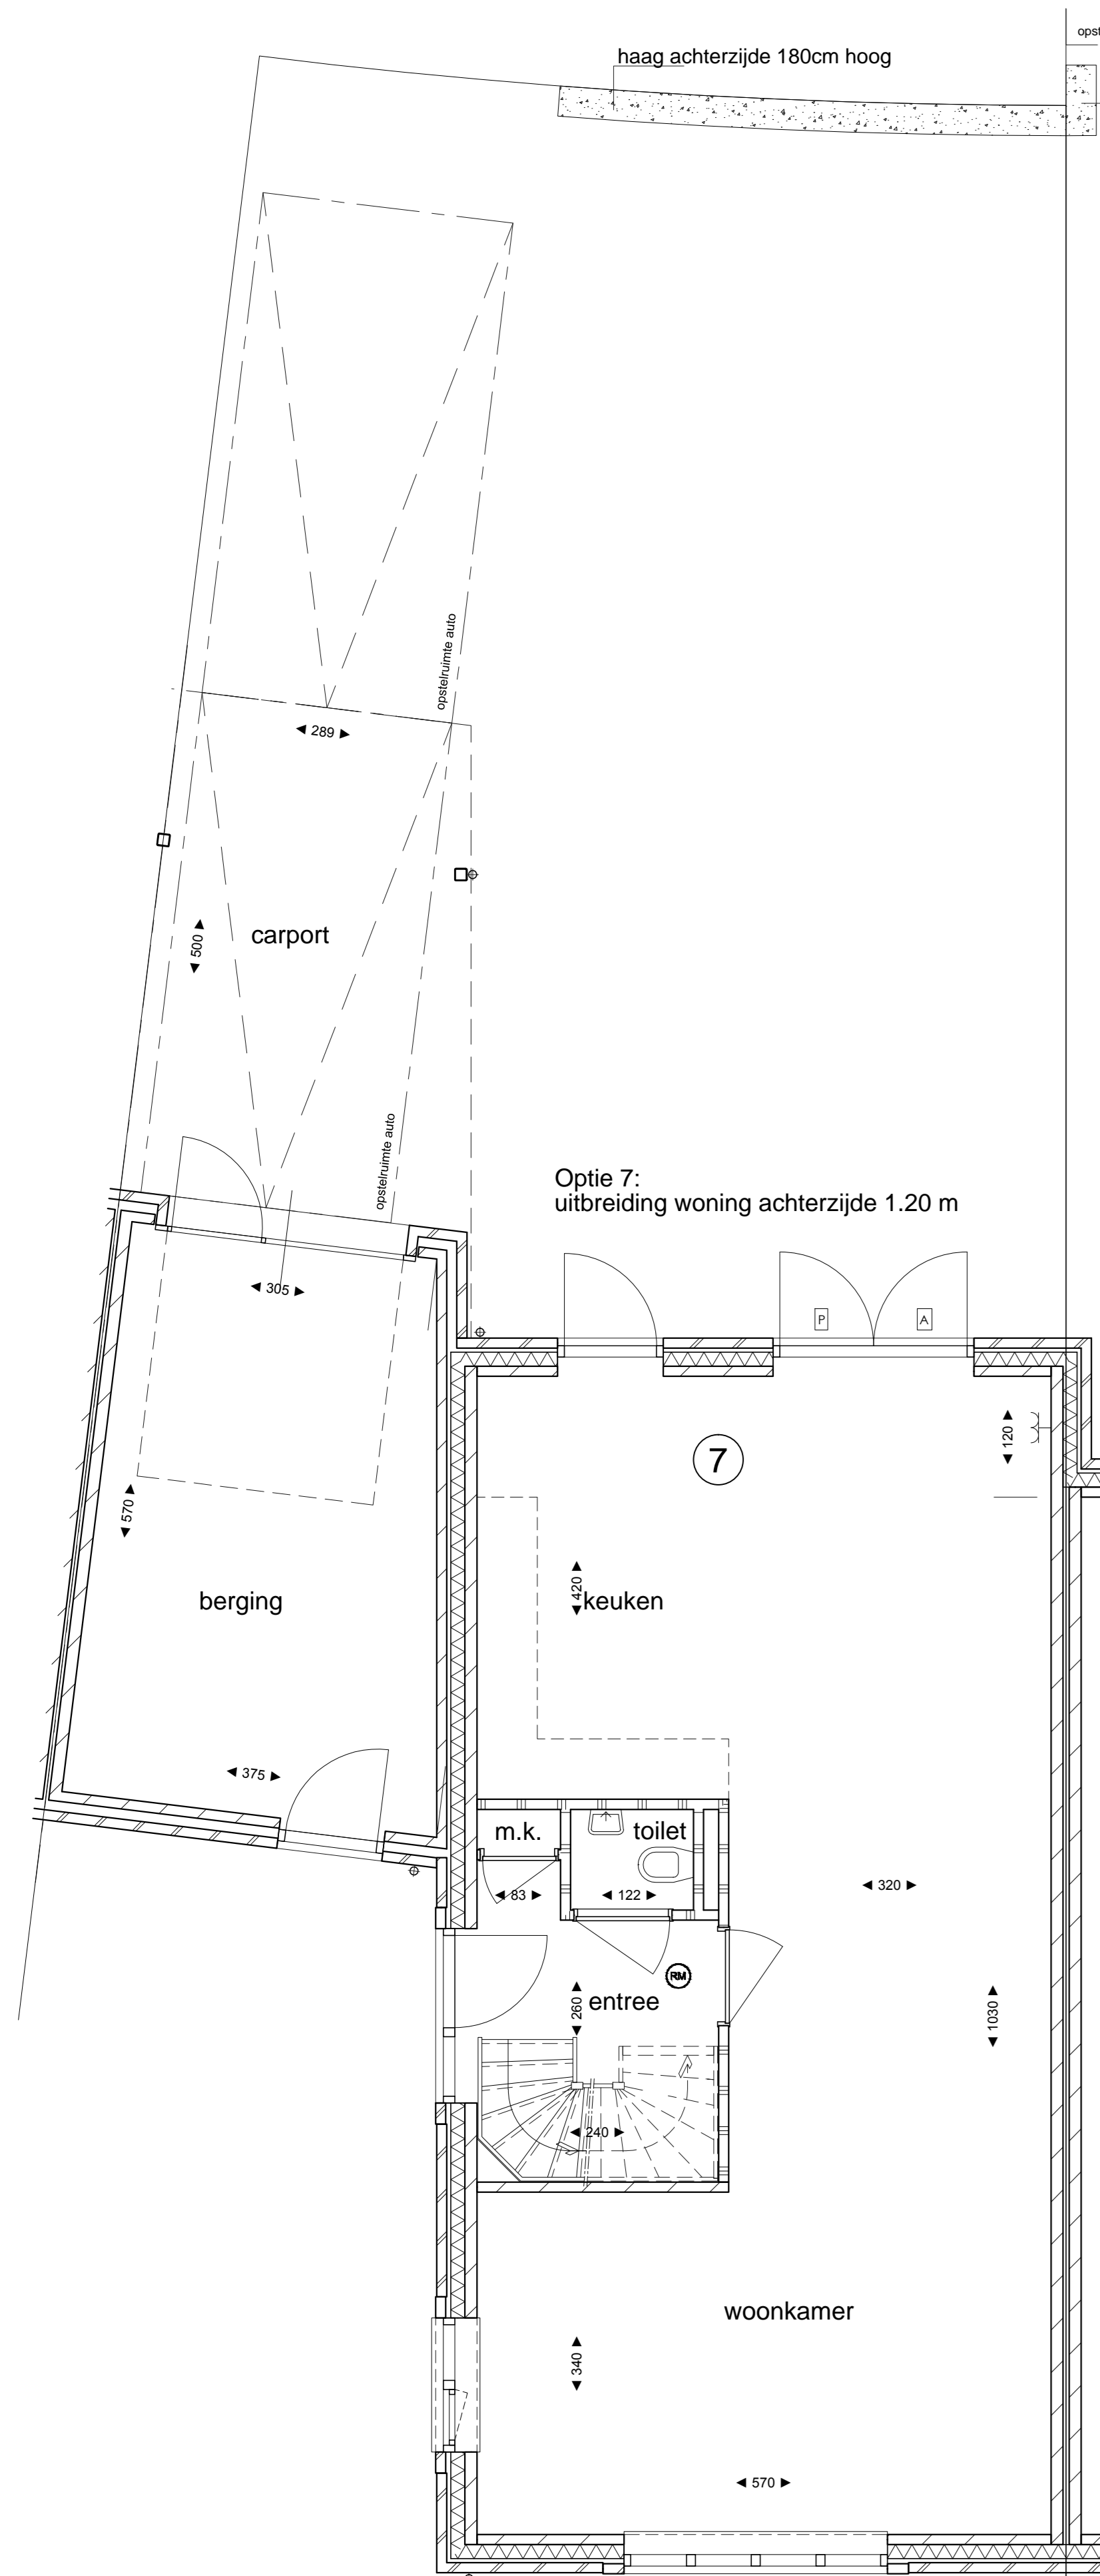 opst
haag achterzijde 180cm hoog
opstelruimte auto
289
500
carport
opstelruimte auto
Optie 7:
uitbreiding woning achterzijde 1.20 m
305
P
A
120
7
570
420
keuken
berging
375
m.k.
toilet
83
122
320
RM
260
entree
1030
240
woonkamer
340
570